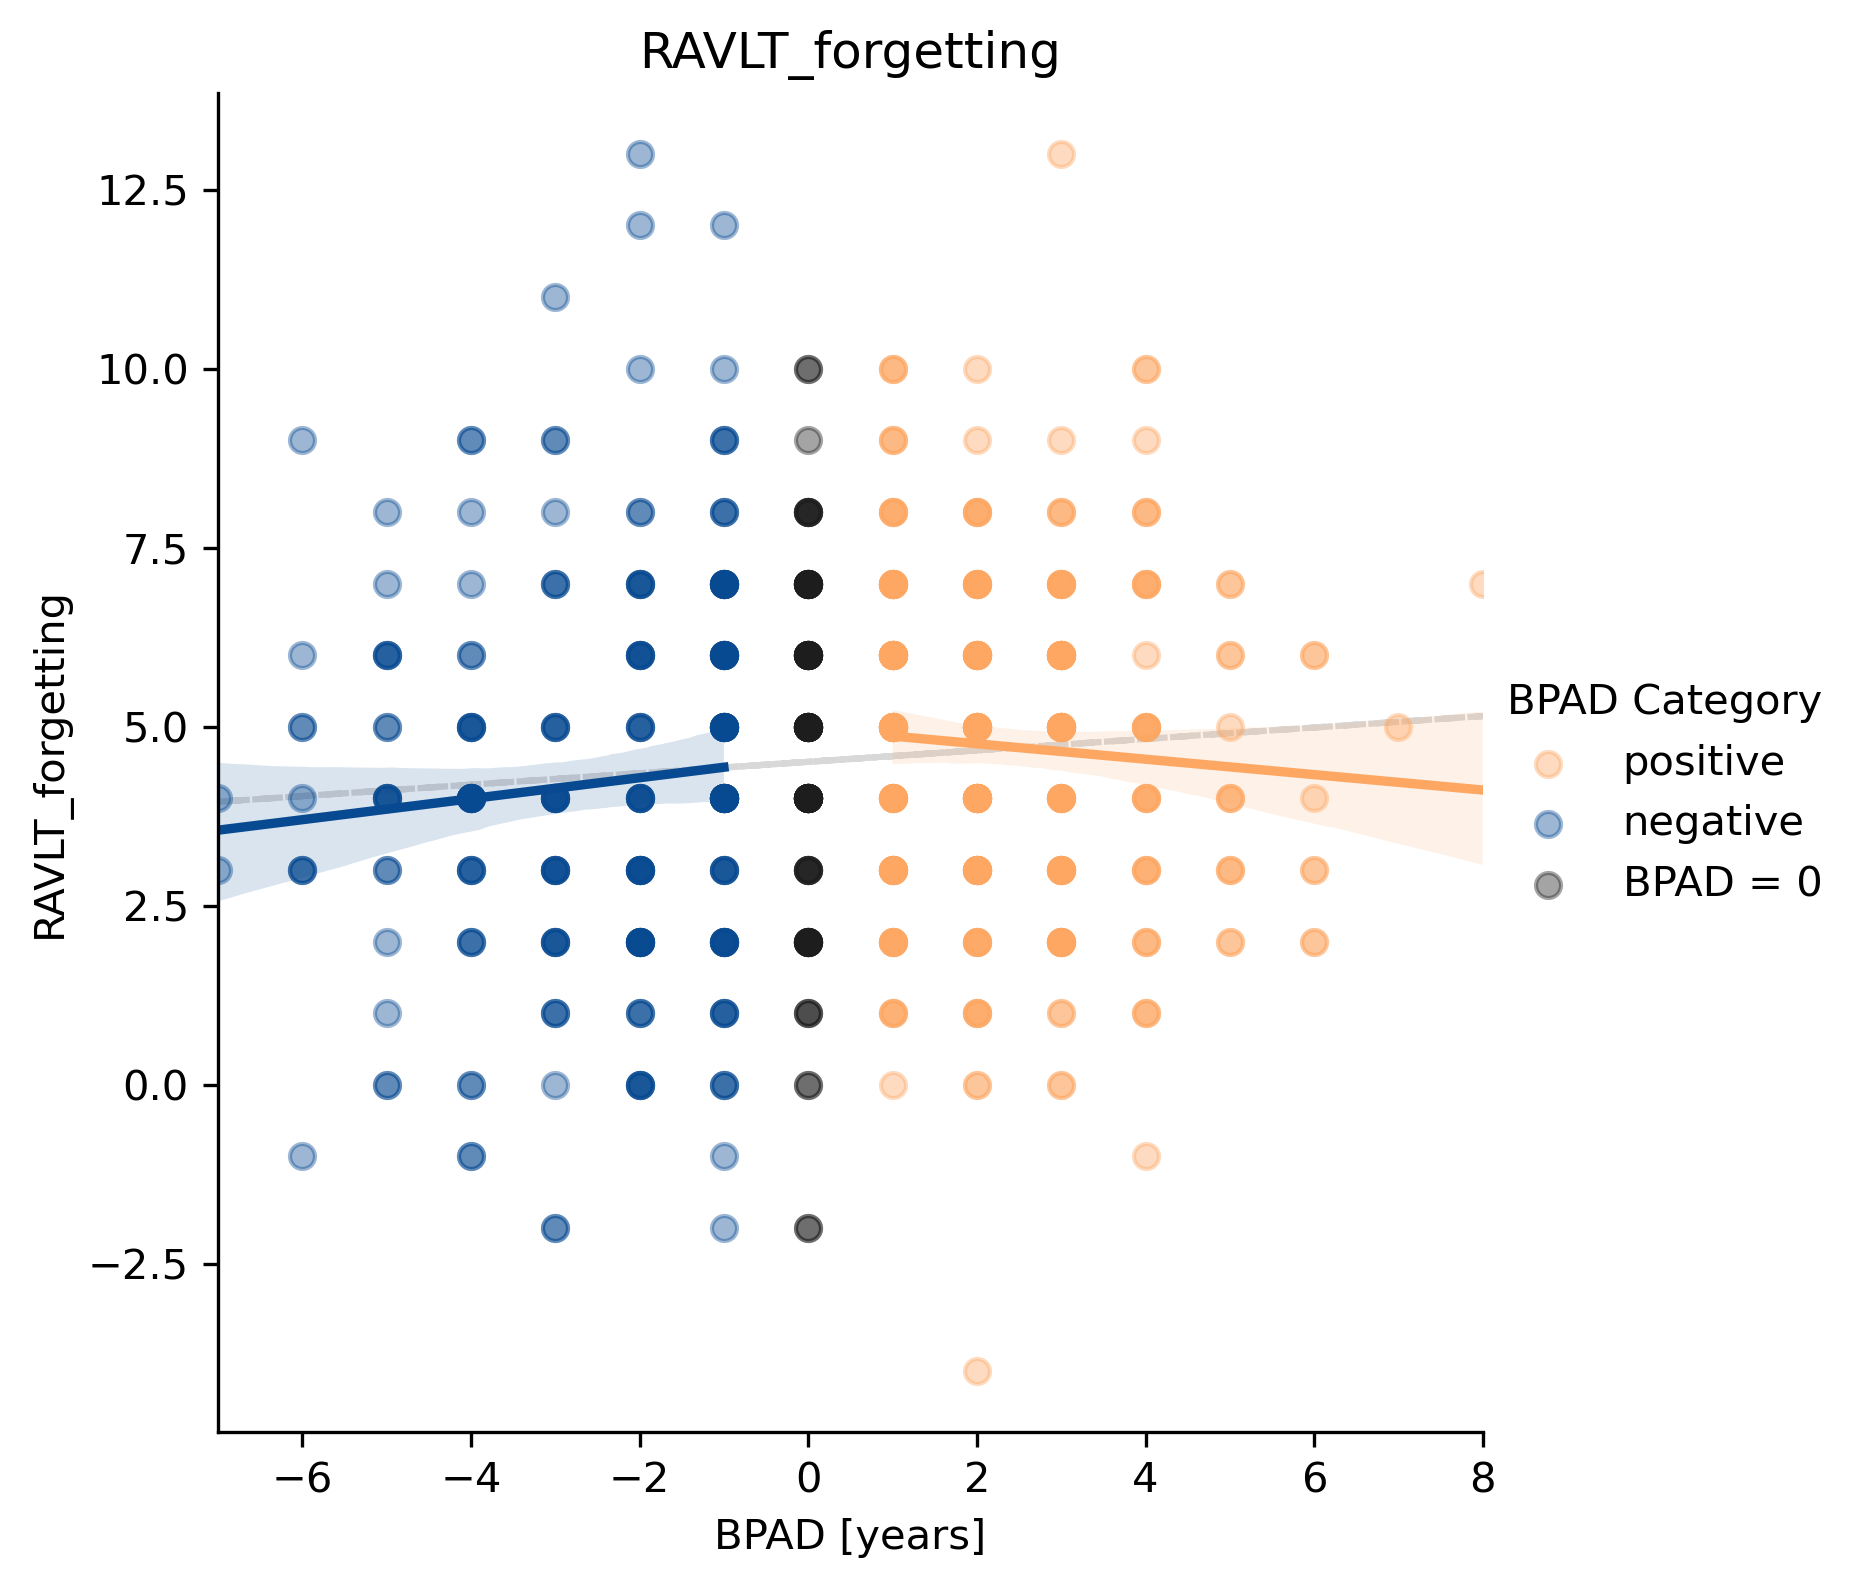 RAVLT_forgetting
RAVLT_forgetting
12.5
10.0
7.5
5.0
2.5
0.0
−2.5
−6
−4
−2
0
2
4
6
8
BPAD [years]
BPAD Category
positive
negative
BPAD = 0